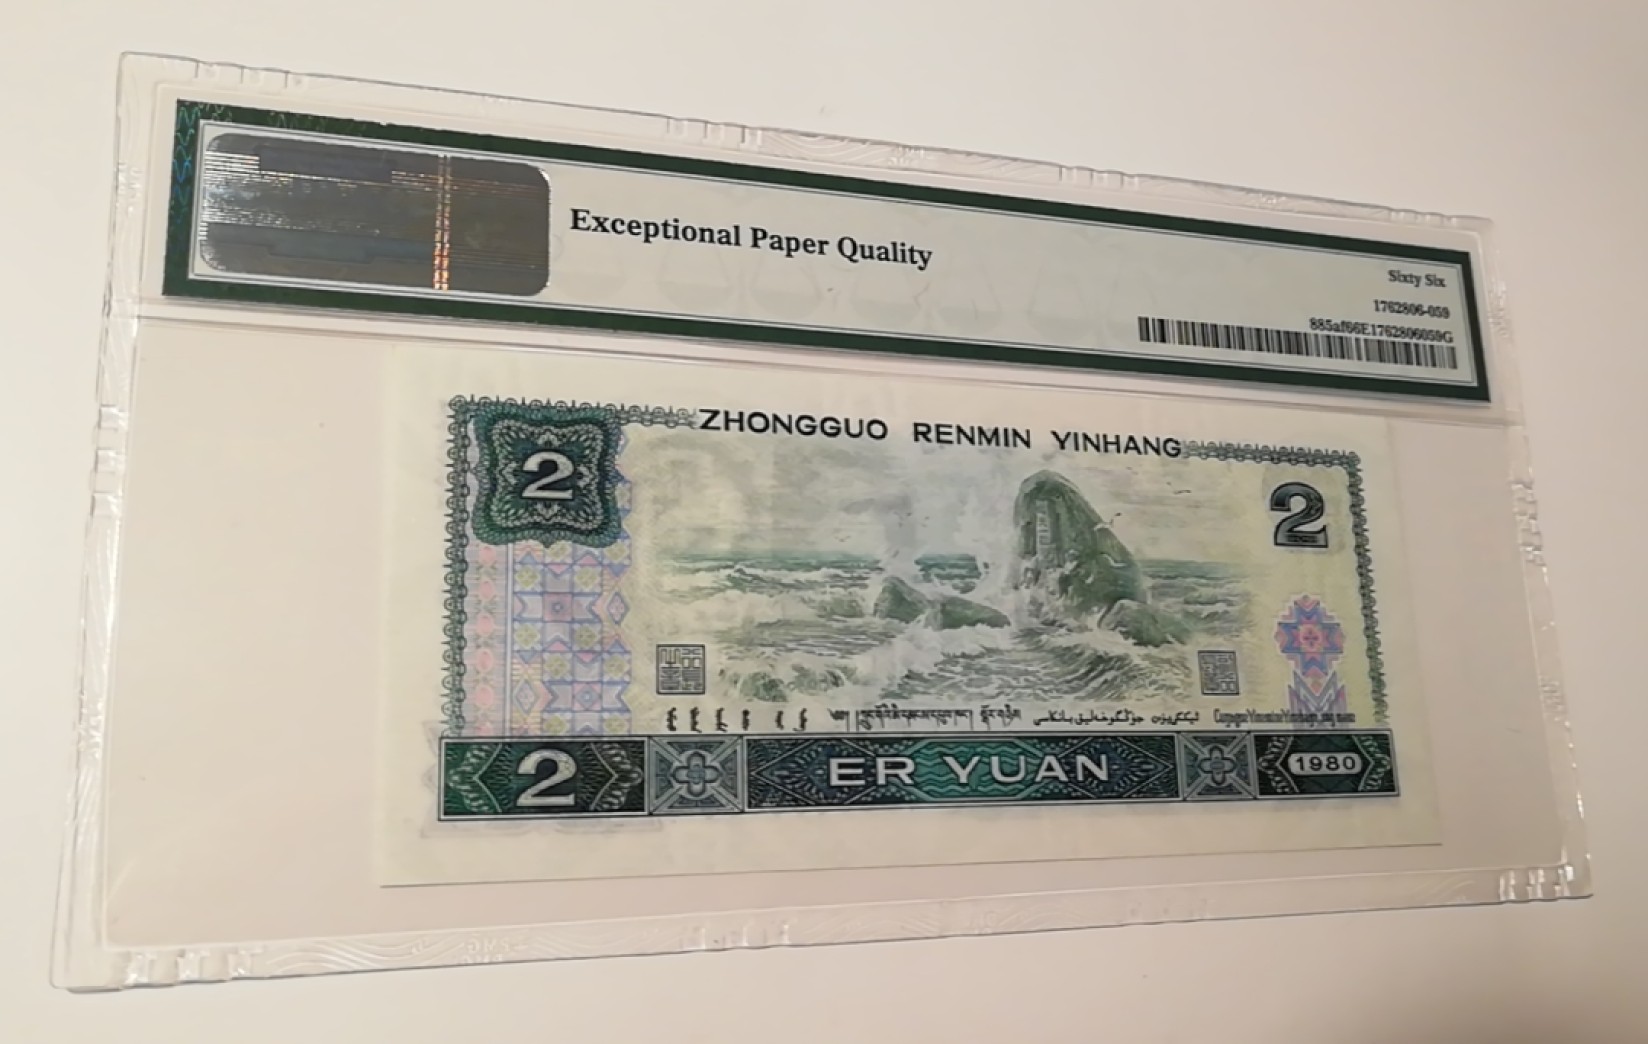 Exceptional Paper Quality
Sixty Six
1762806-059
885af66E1762806059G
ZHONGGUO RENMIN YINHANG
2
2
2
ER YUAN
1980